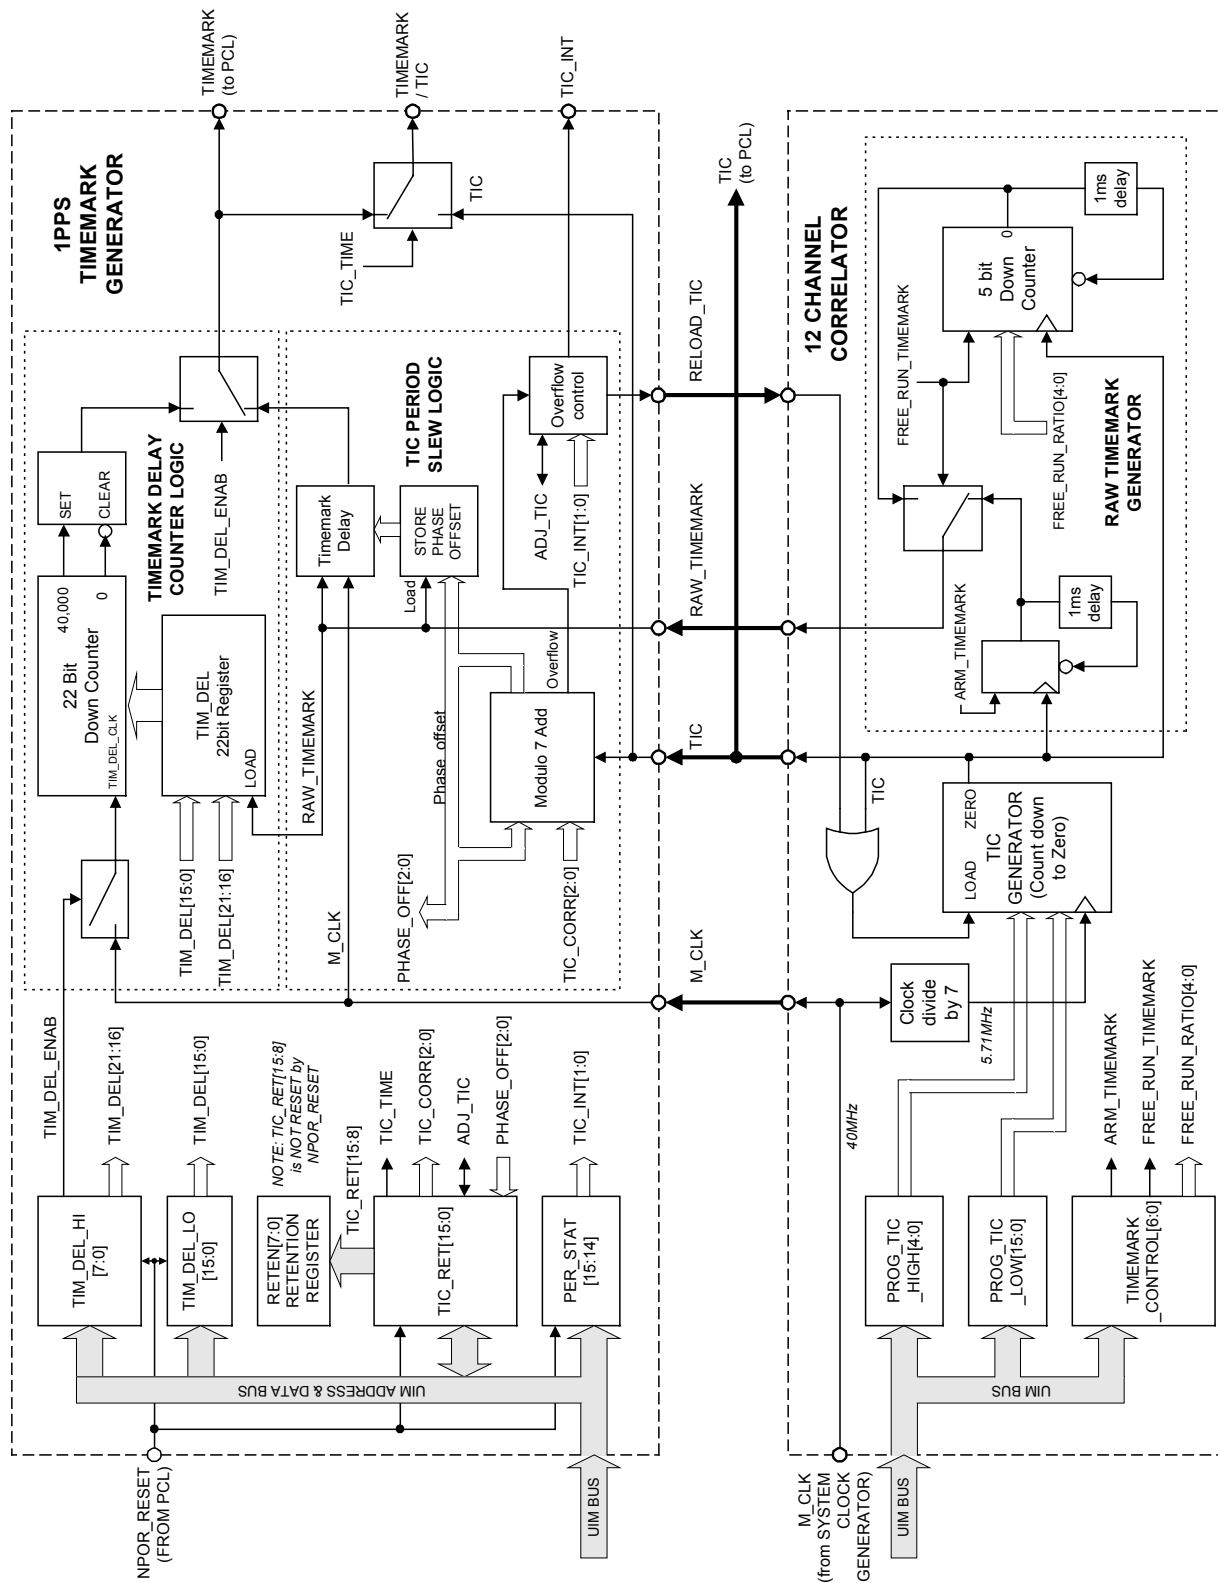 1PPS
TIMEMARK
GENERATOR
TIMEMARK
(to PCL)
TIMEMARK
/ TIC
TIC_INT
TIC_TIME
TIC
TIMEMARK DELAY
COUNTER LOGIC
SET
CLEAR
22 Bit
Down Counter
40,000
0
TIM_DEL_CLK
TIM_DEL
22bit Register
LOAD
TIM_DEL_ENAB
TIM_DEL[15:0]
TIM_DEL[21:16]
TIM_DEL_ENAB
TIM_DEL[21:16]
TIM_DEL[15:0]
TIC PERIOD
SLEW LOGIC
Timemark
Delay
STORE
PHASE
OFFSET
Load
Overflow
control
ADJ_TIC
TIC_INT[1:0]
Modulo 7 Add
Overflow
Phase offset
RAW_TIMEMARK
M_CLK
PHASE_OFF[2:0]
TIC_CORR[2:0]
TIM_DEL_HI
[7:0]
TIM_DEL_LO
[15:0]
RETEN[7:0]
RETENTION
REGISTER
NOTE: TIC_RET[15:8]
is NOT RESET by
NPOR_RESET
TIC_RET[15:8]
TIC_RET[15:0]
TIC_TIME
TIC_CORR[2:0]
ADJ_TIC
PHASE_OFF[2:0]
PER_STAT
[15:14]
TIC_INT[1:0]
UIM ADDRESS & DATA BUS
UIM BUS
NPOR_RESET
(FROM PCL)
RELOAD_TIC
RAW_TIMEMARK
TIC
M_CLK
TIC
(to PCL)
12 CHANNEL
CORRELATOR
RAW TIMEMARK
GENERATOR
FREE_RUN_TIMEMARK
5 bit
Down
Counter
0
1ms
delay
FREE_RUN_RATIO[4:0]
ARM_TIMEMARK
1ms
delay
TIC
LOAD
ZERO
TIC
GENERATOR
(Count down
to Zero)
Clock
divide
by 7
5.71MHz
40MHz
PROG_TIC
_HIGH[4:0]
PROG_TIC
_LOW[15:0]
TIMEMARK
_CONTROL[6:0]
ARM_TIMEMARK
FREE_RUN_TIMEMARK
FREE_RUN_RATIO[4:0]
UIM BUS
UIM BUS
M_CLK
(from SYSTEM
CLOCK
GENERATOR)